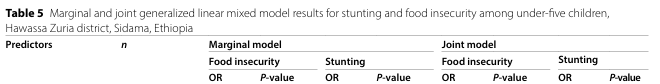 Table 5 Marginal and joint generalized linear mixed model results for stunting and food insecurity among under-five children,
Hawassa Zuria district, Sidama, Ethiopia
Predictors n Marginal model Joint model
Food insecurity Stunting Food insecurity Stunting
OR P-value OR P-value OR P-value OR P-value